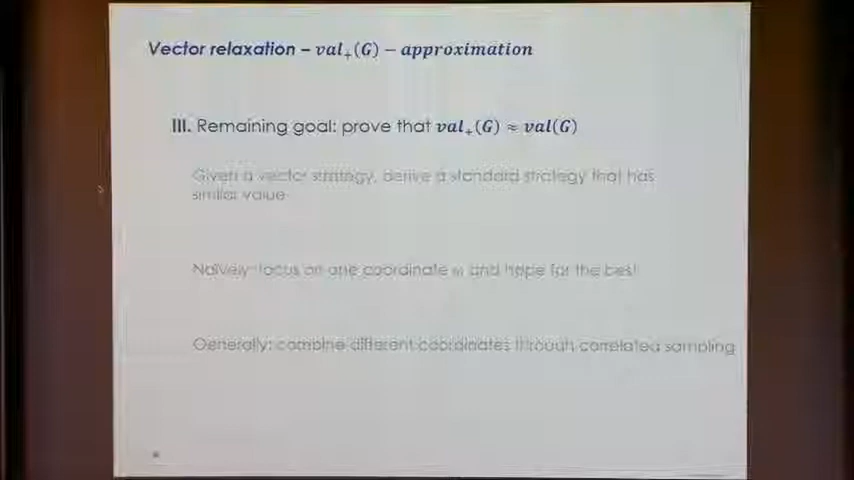 Vector relaxation – val₊(G) – approximation
III. Remaining goal: prove that val₊(G) ≈ val(G)
Given a vector strategy, derive a standard strategy that has
similar value
Naively: focus on one coordinate ω and hope for the best
Generally: combine different coordinates through correlated sampling